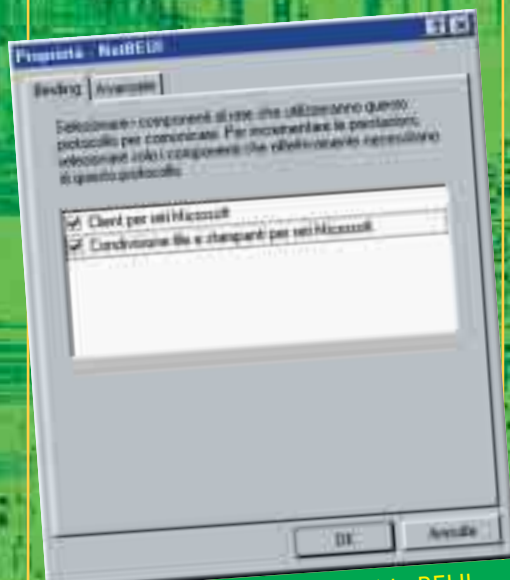 Proprietà - NetBEUI
Binding Avanzate
Selezionare i componenti di rete che utilizzeranno questo
protocollo per comunicare. Per incrementare le prestazioni,
selezionare solo i componenti che effettivamente necessitano
di questo protocollo.
Client per reti Microsoft
Condivisione file e stampanti per reti Microsoft
OK Annulla
BEUI